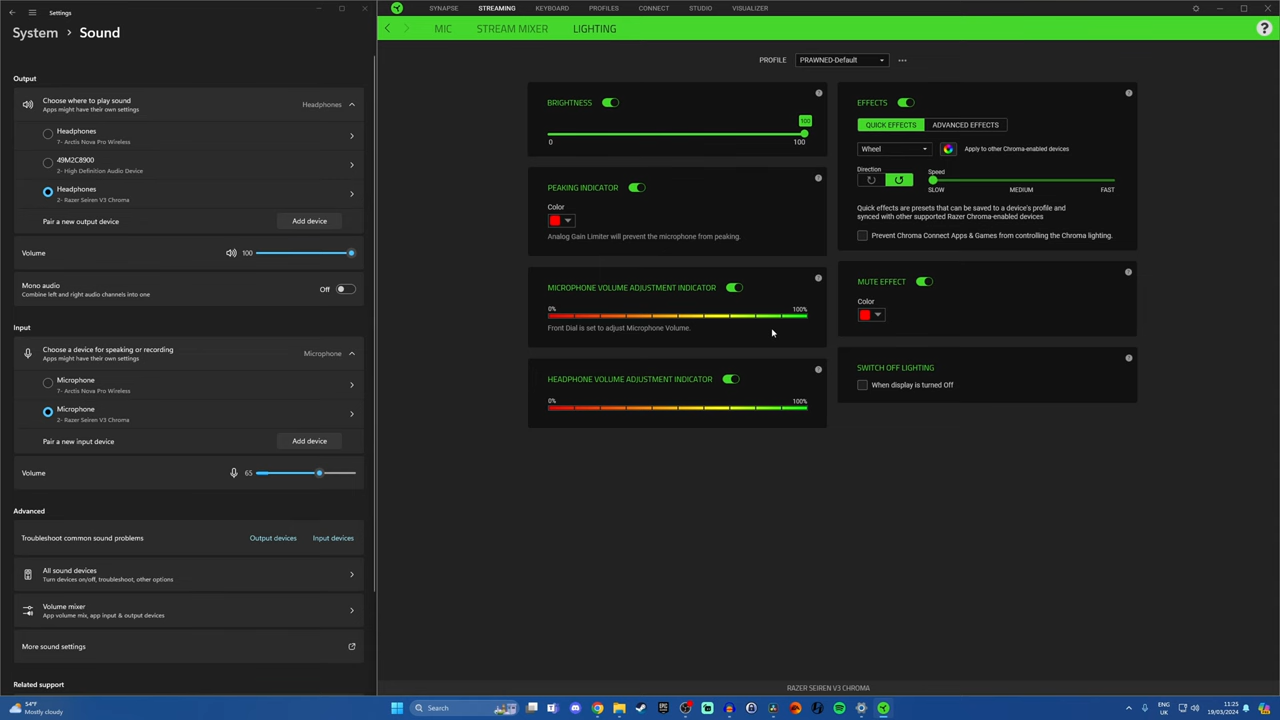 Settings
System > Sound
Output
Choose where to play sound
Apps might have their own settings
Headphones
Headphones
7- Arctis Nova Pro Wireless
49M2C8900
2- High Definition Audio Device
Headphones
2- Razer Seiren V3 Chroma
Pair a new output device
Add device
Volume
100
Mono audio
Combine left and right audio channels into one
Off
Input
Choose a device for speaking or recording
Apps might have their own settings
Microphone
Microphone
7- Arctis Nova Pro Wireless
Microphone
2- Razer Seiren V3 Chroma
Pair a new input device
Add device
Volume
65
Advanced
Troubleshoot common sound problems
Output devices
Input devices
All sound devices
Turn devices on/off, troubleshoot, other options
Volume mixer
App volume mix, app input & output devices
More sound settings
Related support
SYNAPSE STREAMING KEYBOARD PROFILES CONNECT STUDIO VISUALIZER
MIC STREAM MIXER LIGHTING
?
PROFILE PRAWNED-Default
BRIGHTNESS
100
0 100
PEAKING INDICATOR
Color
Analog Gain Limiter will prevent the microphone from peaking.
MICROPHONE VOLUME ADJUSTMENT INDICATOR
0% 100%
Front Dial is set to adjust Microphone Volume.
HEADPHONE VOLUME ADJUSTMENT INDICATOR
0% 100%
EFFECTS
QUICK EFFECTS ADVANCED EFFECTS
Wheel
Apply to other Chroma-enabled devices
Direction
Speed
SLOW MEDIUM FAST
Quick effects are presets that can be saved to a device's profile and
synced with other supported Razer Chroma-enabled devices
Prevent Chroma Connect Apps & Games from controlling the Chroma lighting.
MUTE EFFECT
Color
SWITCH OFF LIGHTING
When display is turned Off
RAZER SEIREN V3 CHROMA
54°F
Mostly cloudy
Search
ENG
UK
11:25
19/03/2024